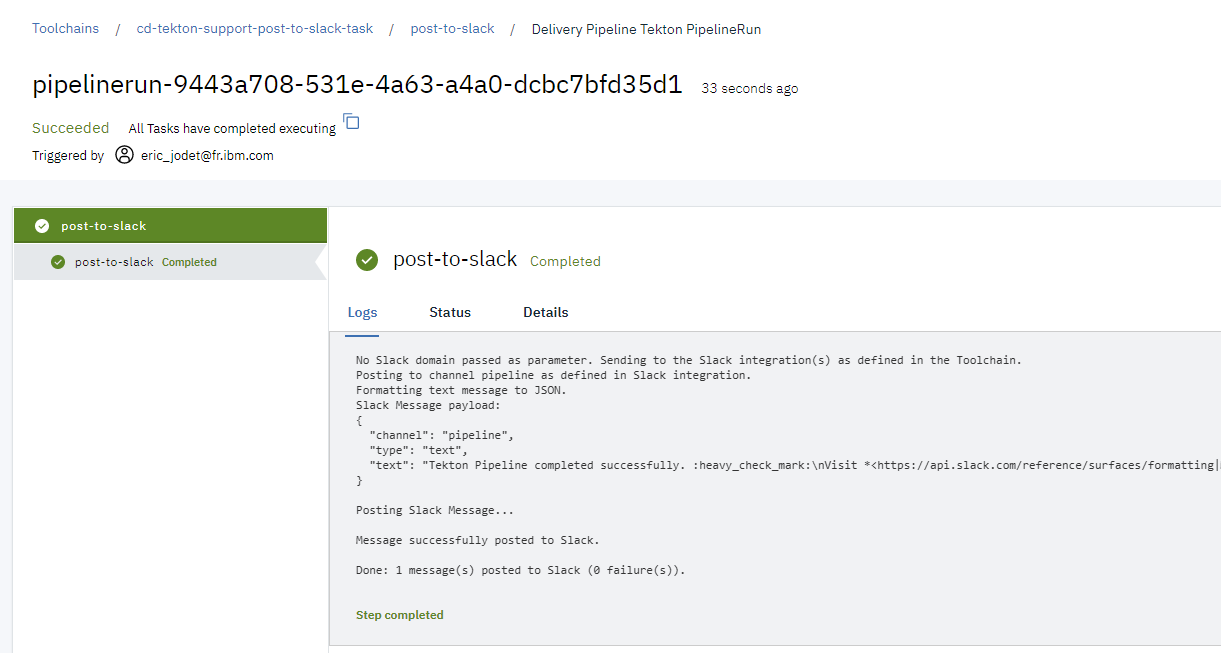 Toolchains / cd-tekton-support-post-to-slack-task / post-to-slack / Delivery Pipeline Tekton PipelineRun
pipelinerun-9443a708-531e-4a63-a4a0-dcbc7bfd35d1 33 seconds ago
Succeeded All Tasks have completed executing
Triggered by eric_jodet@fr.ibm.com
post-to-slack
post-to-slack Completed
post-to-slack Completed
Logs Status Details
No Slack domain passed as parameter. Sending to the Slack integration(s) as defined in the Toolchain.
Posting to channel pipeline as defined in Slack integration.
Formatting text message to JSON.
Slack Message payload:
{
  "channel": "pipeline",
  "type": "text",
  "text": "Tekton Pipeline completed successfully. :heavy_check_mark:\nVisit *<https://api.slack.com/reference/surfaces/formatting|
}
Posting Slack Message...
Message successfully posted to Slack.
Done: 1 message(s) posted to Slack (0 failure(s)).
Step completed